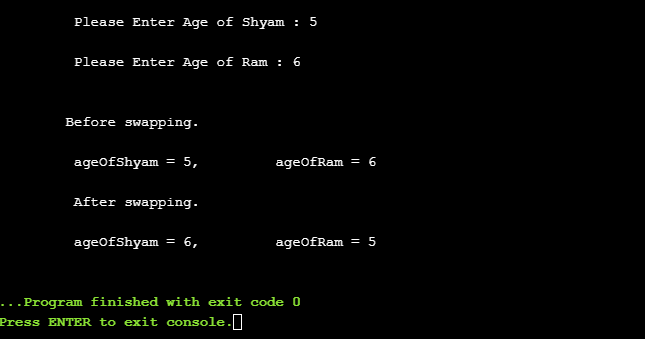 Please Enter Age of Shyam : 5
Please Enter Age of Ram : 6
Before swapping.
ageOfShyam = 5,         ageOfRam = 6
After swapping.
ageOfShyam = 6,         ageOfRam = 5
...Program finished with exit code 0
Press ENTER to exit console.